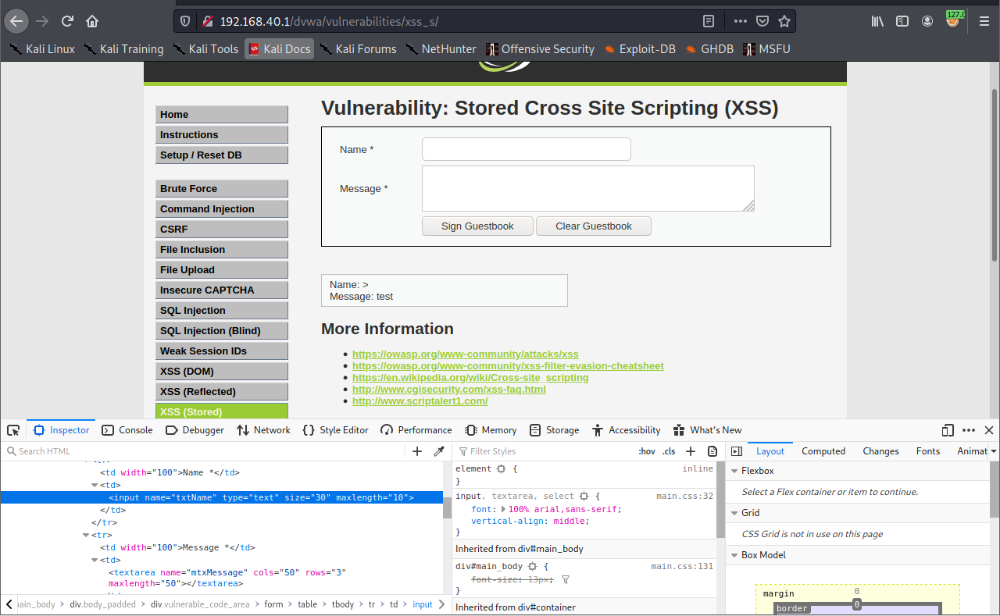 192.168.40.1/dvwa/vulnerabilities/xss_s/
Kali Linux Kali Training Kali Tools Kali Docs Kali Forums NetHunter Offensive Security Exploit-DB GHDB MSFU
Vulnerability: Stored Cross Site Scripting (XSS)
Home
Instructions
Setup / Reset DB
Brute Force
Command Injection
CSRF
File Inclusion
File Upload
Insecure CAPTCHA
SQL Injection
SQL Injection (Blind)
Weak Session IDs
XSS (DOM)
XSS (Reflected)
XSS (Stored)
Name *
Message *
Sign Guestbook Clear Guestbook
Name: >
Message: test
More Information
https://owasp.org/www-community/attacks/xss
https://owasp.org/www-community/xss-filter-evasion-cheatsheet
https://en.wikipedia.org/wiki/Cross-site_scripting
http://www.cgisecurity.com/xss-faq.html
http://www.scriptalert1.com/
Inspector Console Debugger Network Style Editor Performance Memory Storage Accessibility What's New
Search HTML
<td width="100">Name *</td>
<td>
<input name="txtName" type="text" size="30" maxlength="10">
</td>
</tr>
<tr>
<td width="100">Message *</td>
<td>
<textarea name="mtxMessage" cols="50" rows="3"
maxlength="50"></textarea>
div.body_padded > div.vulnerable_code_area > form > table > tbody > tr > td > input
Filter Styles :hov .cls
element { inline
}
input, textarea, select { main.css:32
font: 100% arial,sans-serif;
vertical-align: middle;
}
Inherited from div#main_body
div#main_body { main.css:131
font-size: 13px;
}
Inherited from div#container
Layout Computed Changes Fonts Animat
Flexbox
Select a Flex container or item to continue.
Grid
CSS Grid is not in use on this page
Box Model
margin 0
border 0